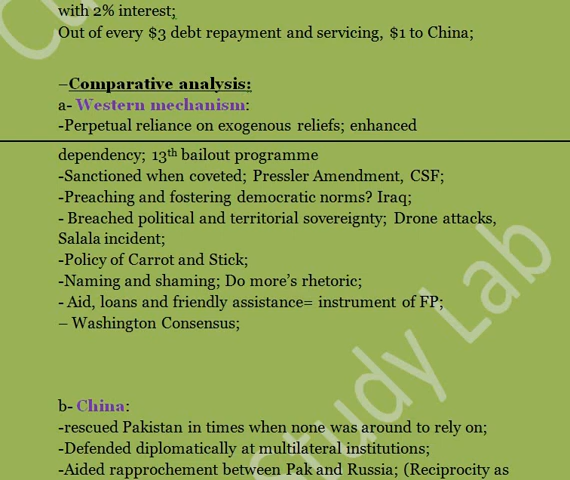 with 2% interest;
Out of every $3 debt repayment and servicing, $1 to China;
–Comparative analysis:
a- Western mechanism:
-Perpetual reliance on exogenous reliefs; enhanced
dependency; 13th bailout programme
-Sanctioned when coveted; Pressler Amendment, CSF;
-Preaching and fostering democratic norms? Iraq;
- Breached political and territorial sovereignty; Drone attacks,
Salala incident;
-Policy of Carrot and Stick;
-Naming and shaming; Do more’s rhetoric;
- Aid, loans and friendly assistance= instrument of FP;
– Washington Consensus;
b- China:
-rescued Pakistan in times when none was around to rely on;
-Defended diplomatically at multilateral institutions;
-Aided rapprochement between Pak and Russia; (Reciprocity as
Study Lab